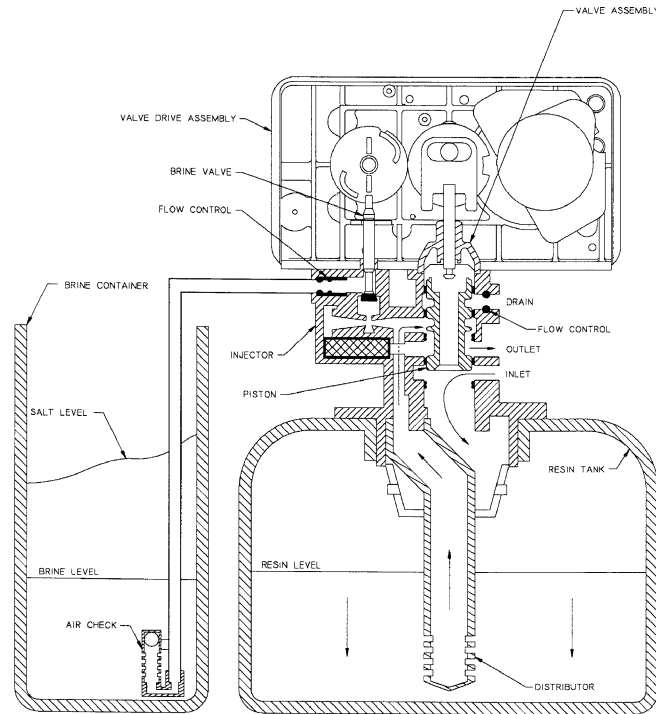 VALVE ASSEMBLY
VALVE DRIVE ASSEMBLY
BRINE VALVE
FLOW CONTROL
BRINE CONTAINER
DRAIN
FLOW CONTROL
INJECTOR
OUTLET
INLET
PISTON
SALT LEVEL
RESIN TANK
BRINE LEVEL
RESIN LEVEL
AIR CHECK
DISTRIBUTOR